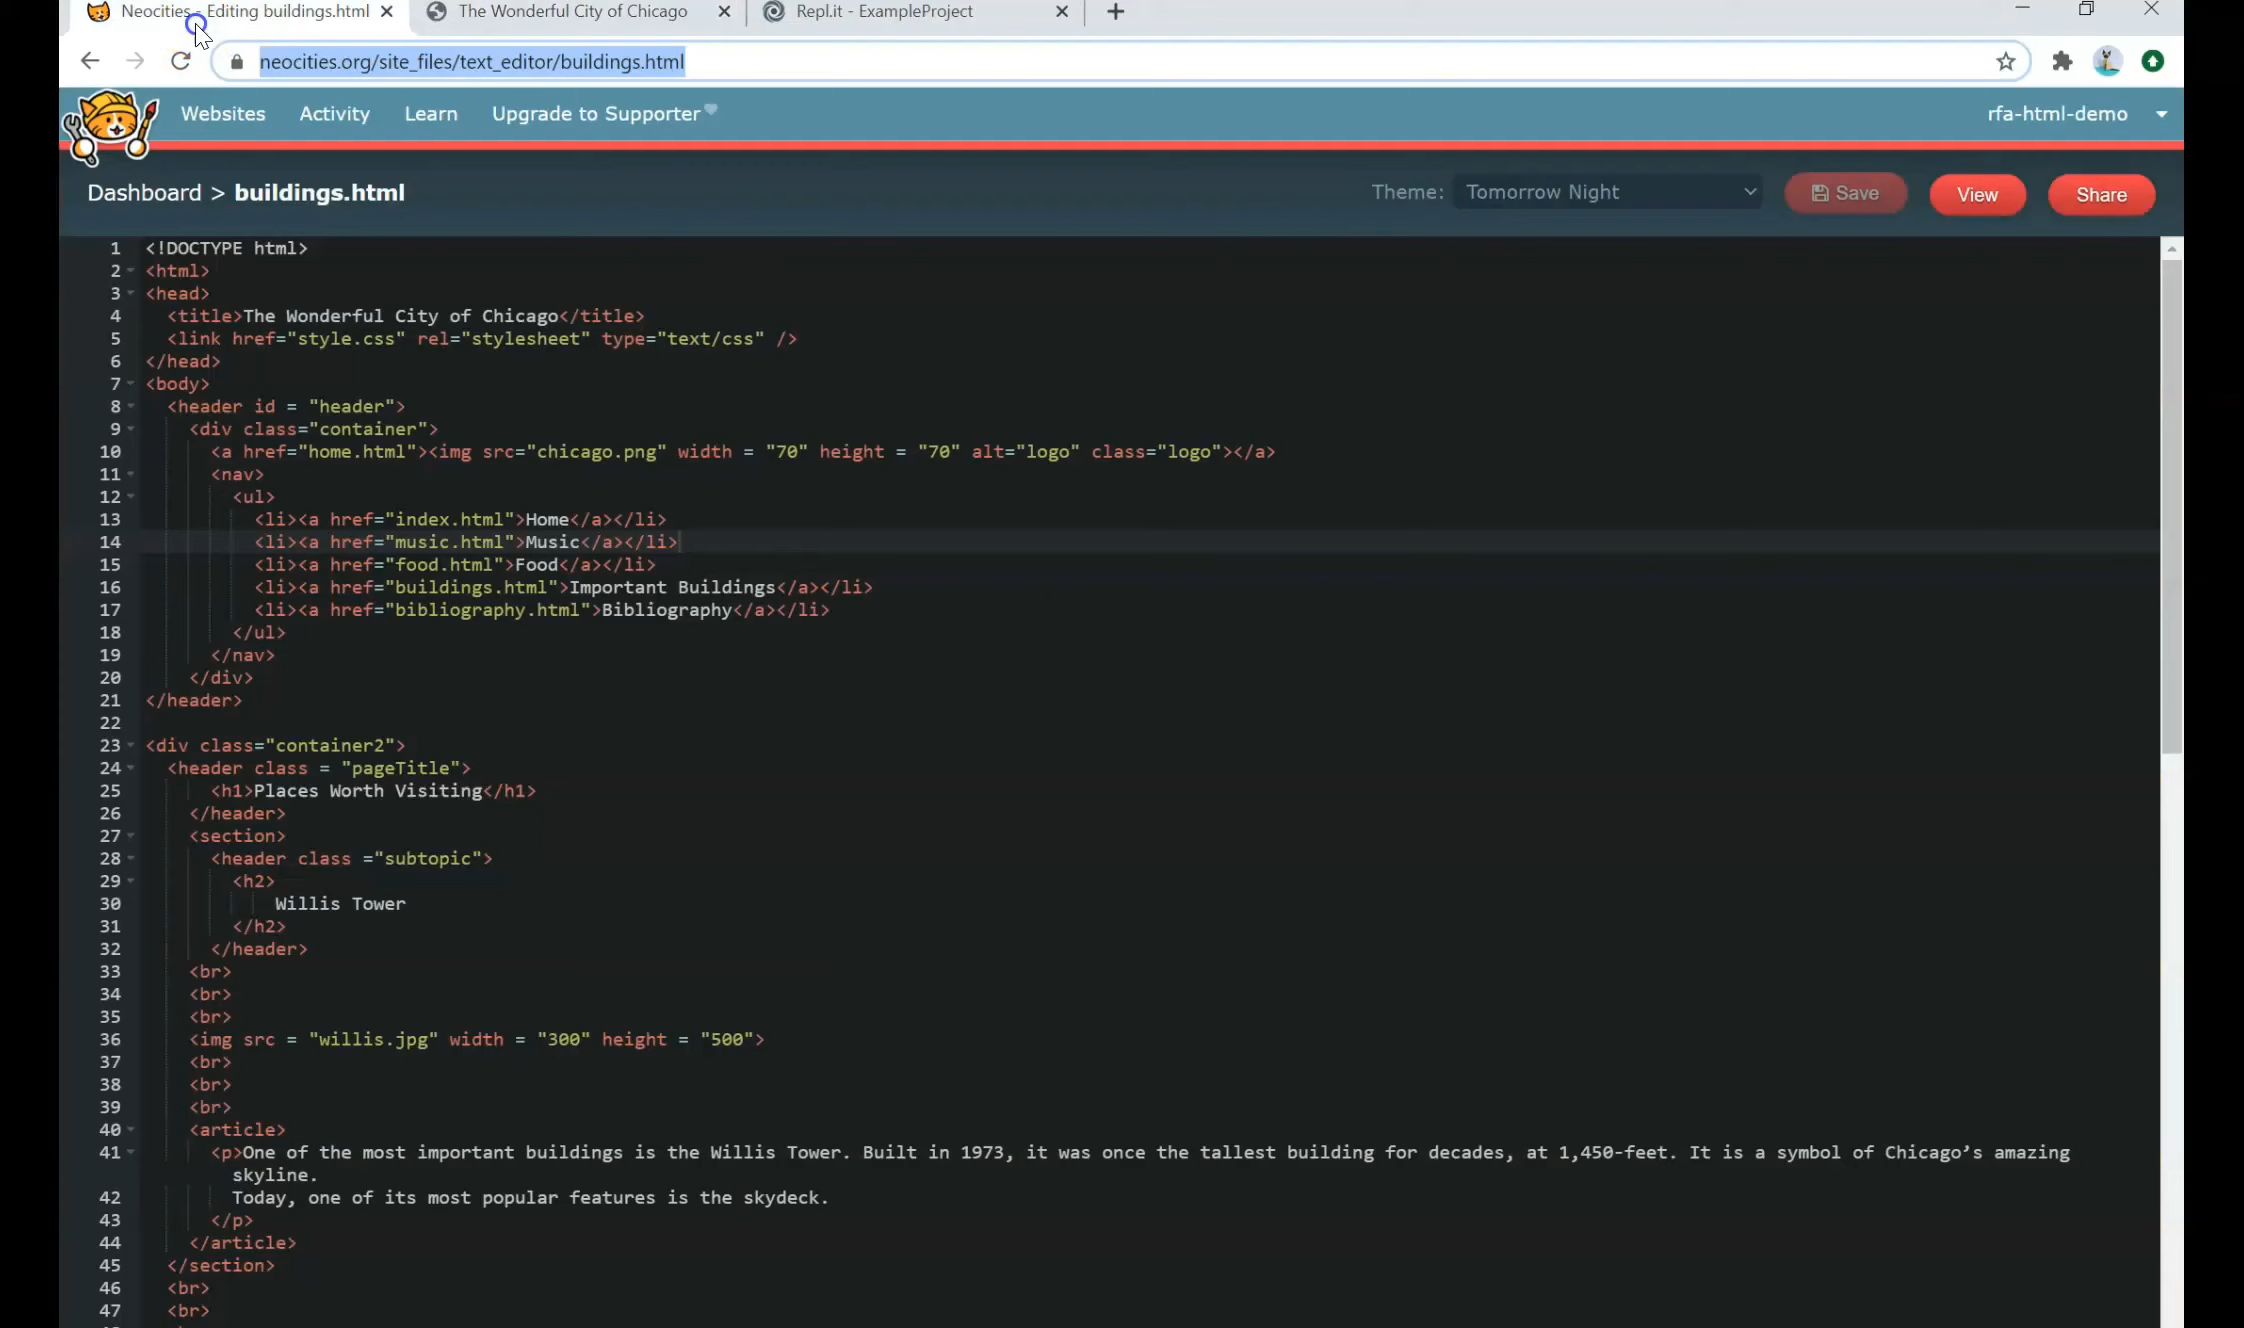 Neocities - Editing buildings.html
The Wonderful City of Chicago
Repl.it - ExampleProject
neocities.org/site_files/text_editor/buildings.html
Websites Activity Learn Upgrade to Supporter
rfa-html-demo
Dashboard > buildings.html
Theme: Tomorrow Night
Save
View
Share
1 <!DOCTYPE html>
2 <html>
3 <head>
4 <title>The Wonderful City of Chicago</title>
5 <link href="style.css" rel="stylesheet" type="text/css" />
6 </head>
7 <body>
8 <header id = "header">
9 <div class="container">
10 <a href="home.html"><img src="chicago.png" width = "70" height = "70" alt="logo" class="logo"></a>
11 <nav>
12 <ul>
13 <li><a href="index.html">Home</a></li>
14 <li><a href="music.html">Music</a></li>
15 <li><a href="food.html">Food</a></li>
16 <li><a href="buildings.html">Important Buildings</a></li>
17 <li><a href="bibliography.html">Bibliography</a></li>
18 </ul>
19 </nav>
20 </div>
21 </header>
22
23 <div class="container2">
24 <header class = "pageTitle">
25 <h1>Places Worth Visiting</h1>
26 </header>
27 <section>
28 <header class ="subtopic">
29 <h2>
30 Willis Tower
31 </h2>
32 </header>
33 <br>
34 <br>
35 <br>
36 <img src = "willis.jpg" width = "300" height = "500">
37 <br>
38 <br>
39 <br>
40 <article>
41 <p>One of the most important buildings is the Willis Tower. Built in 1973, it was once the tallest building for decades, at 1,450-feet. It is a symbol of Chicago’s amazing
skyline.
42 Today, one of its most popular features is the skydeck.
43 </p>
44 </article>
45 </section>
46 <br>
47 <br>